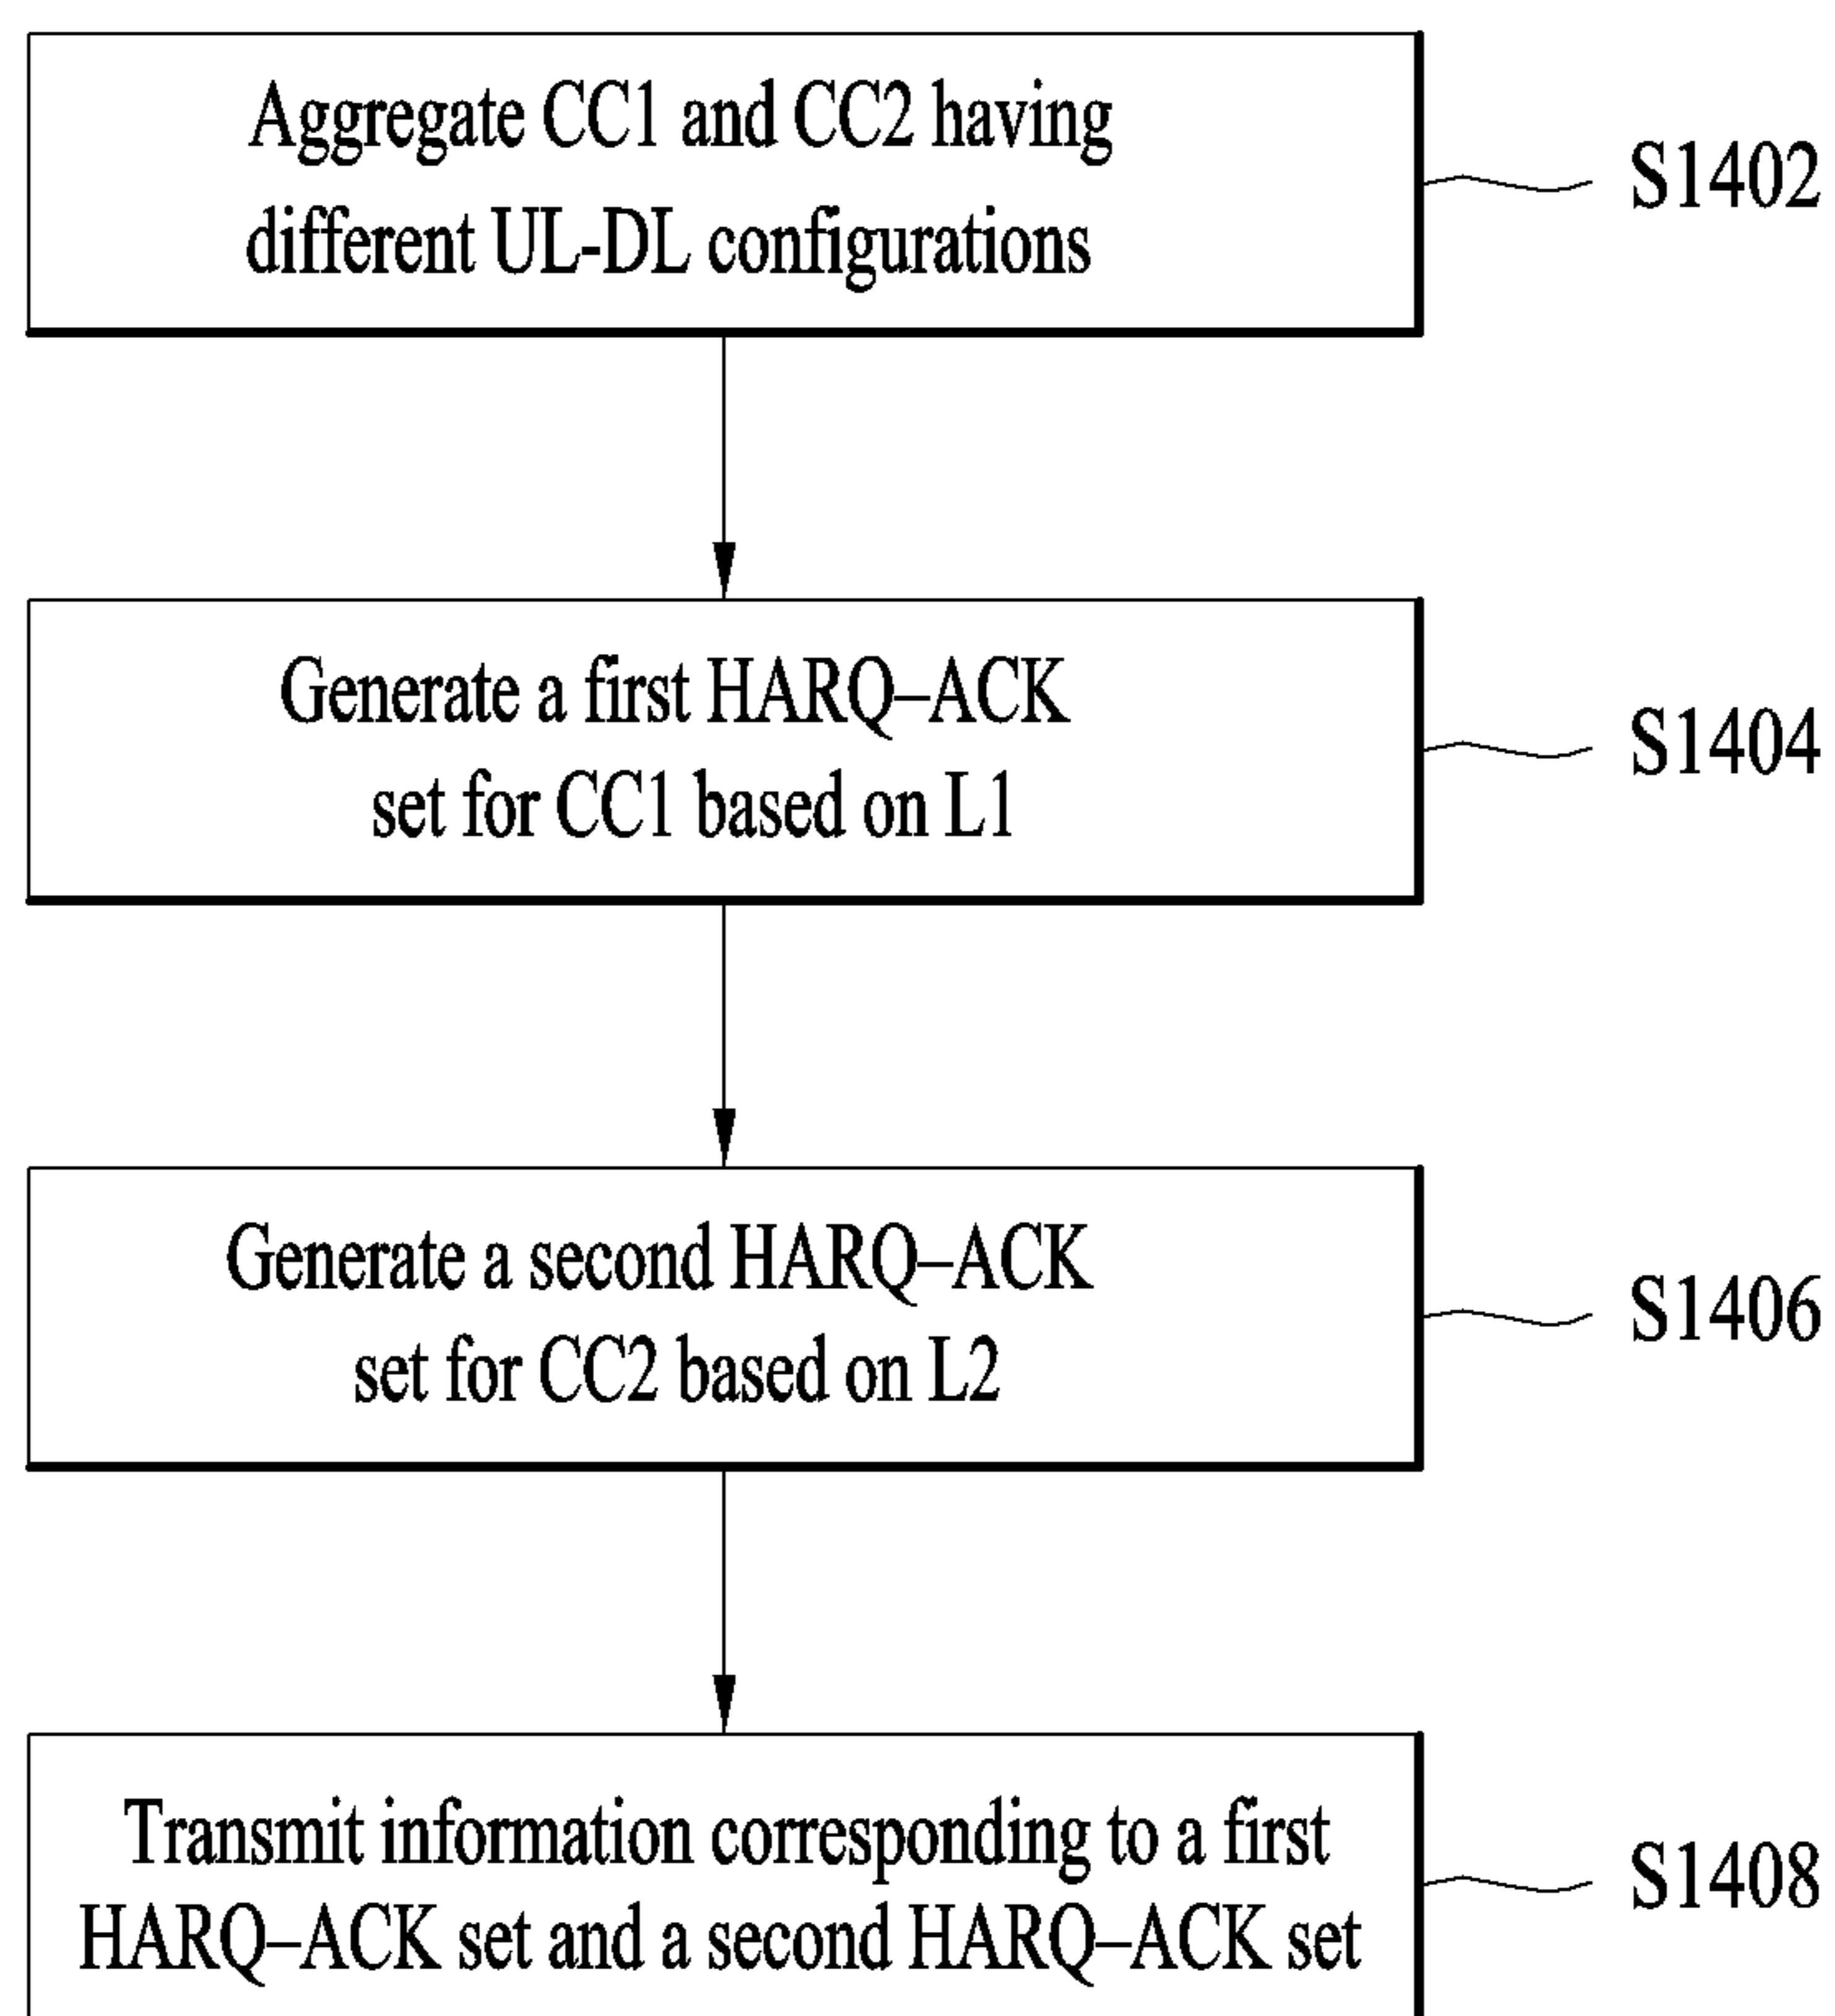 Aggregate CC1 and CC2 having
different UL-DL configurations
S1402
Generate a first HARQ–ACK
set for CC1 based on L1
S1404
Generate a second HARQ–ACK
set for CC2 based on L2
S1406
Transmit information corresponding to a first
HARQ–ACK set and a second HARQ–ACK set
S1408